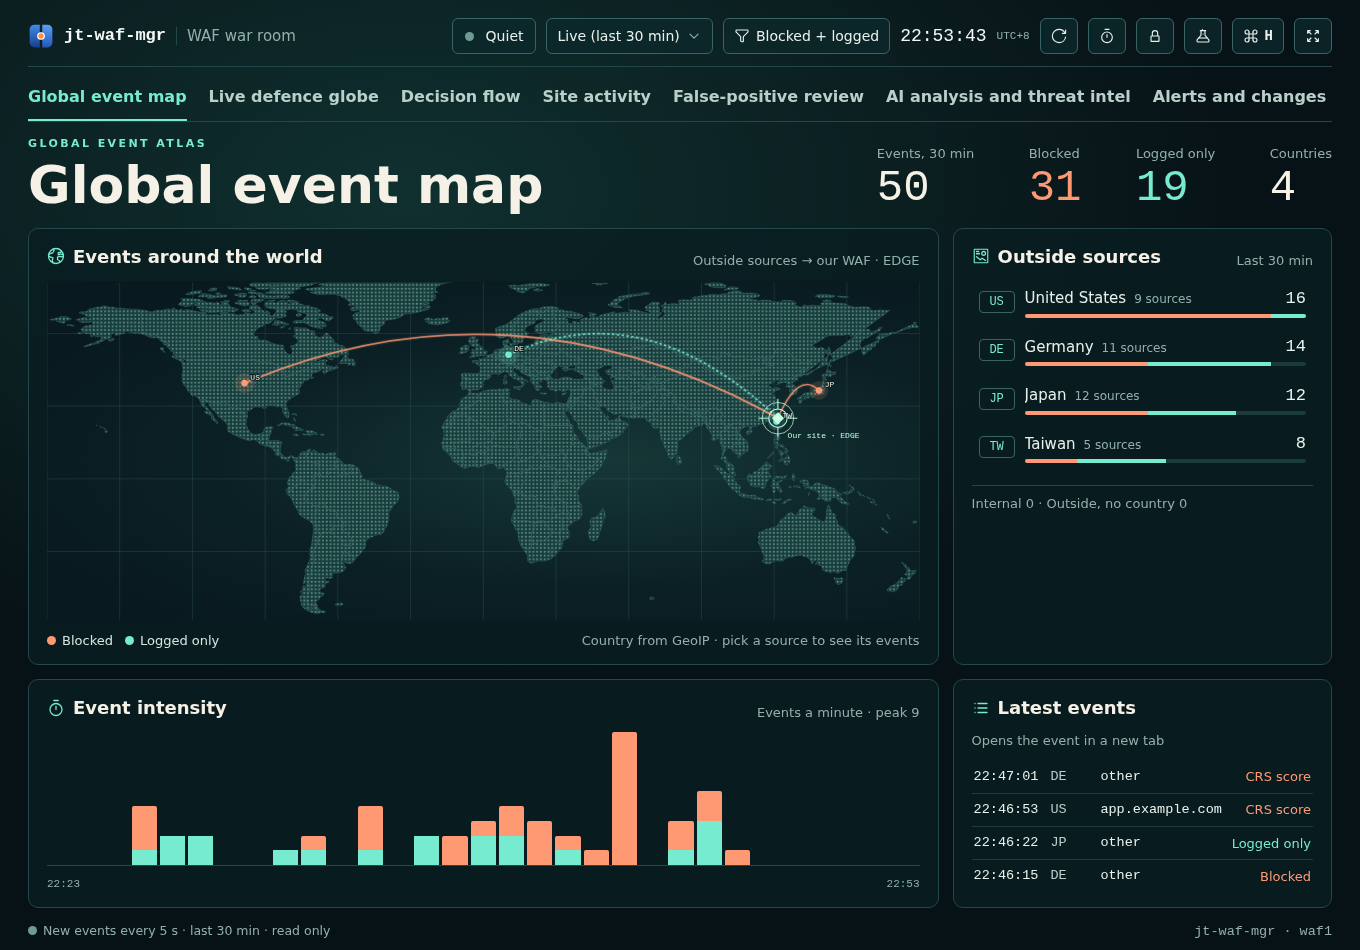 jt-waf-mgr WAF war room Quiet Live (last 30 min) Blocked + logged 22:53:43 UTC+8 ⌘ H
Global event map Live defence globe Decision flow Site activity False-positive review AI analysis and threat intel Alerts and changes
GLOBAL EVENT ATLAS
Global event map
Events, 30 min Blocked Logged only Countries
50 31 19 4
Events around the world
Outside sources → our WAF · EDGE
DE
US
JP
Our site · EDGE
Blocked Logged only
Country from GeoIP · pick a source to see its events
Outside sources
Last 30 min
US United States 9 sources 16
DE Germany 11 sources 14
JP Japan 12 sources 12
TW Taiwan 5 sources 8
Internal 0 · Outside, no country 0
Event intensity
Events a minute · peak 9
22:23 22:53
Latest events
Opens the event in a new tab
22:47:01 DE other CRS score
22:46:53 US app.example.com CRS score
22:46:22 JP other Logged only
22:46:15 DE other Blocked
New events every 5 s · last 30 min · read only
jt-waf-mgr · waf1